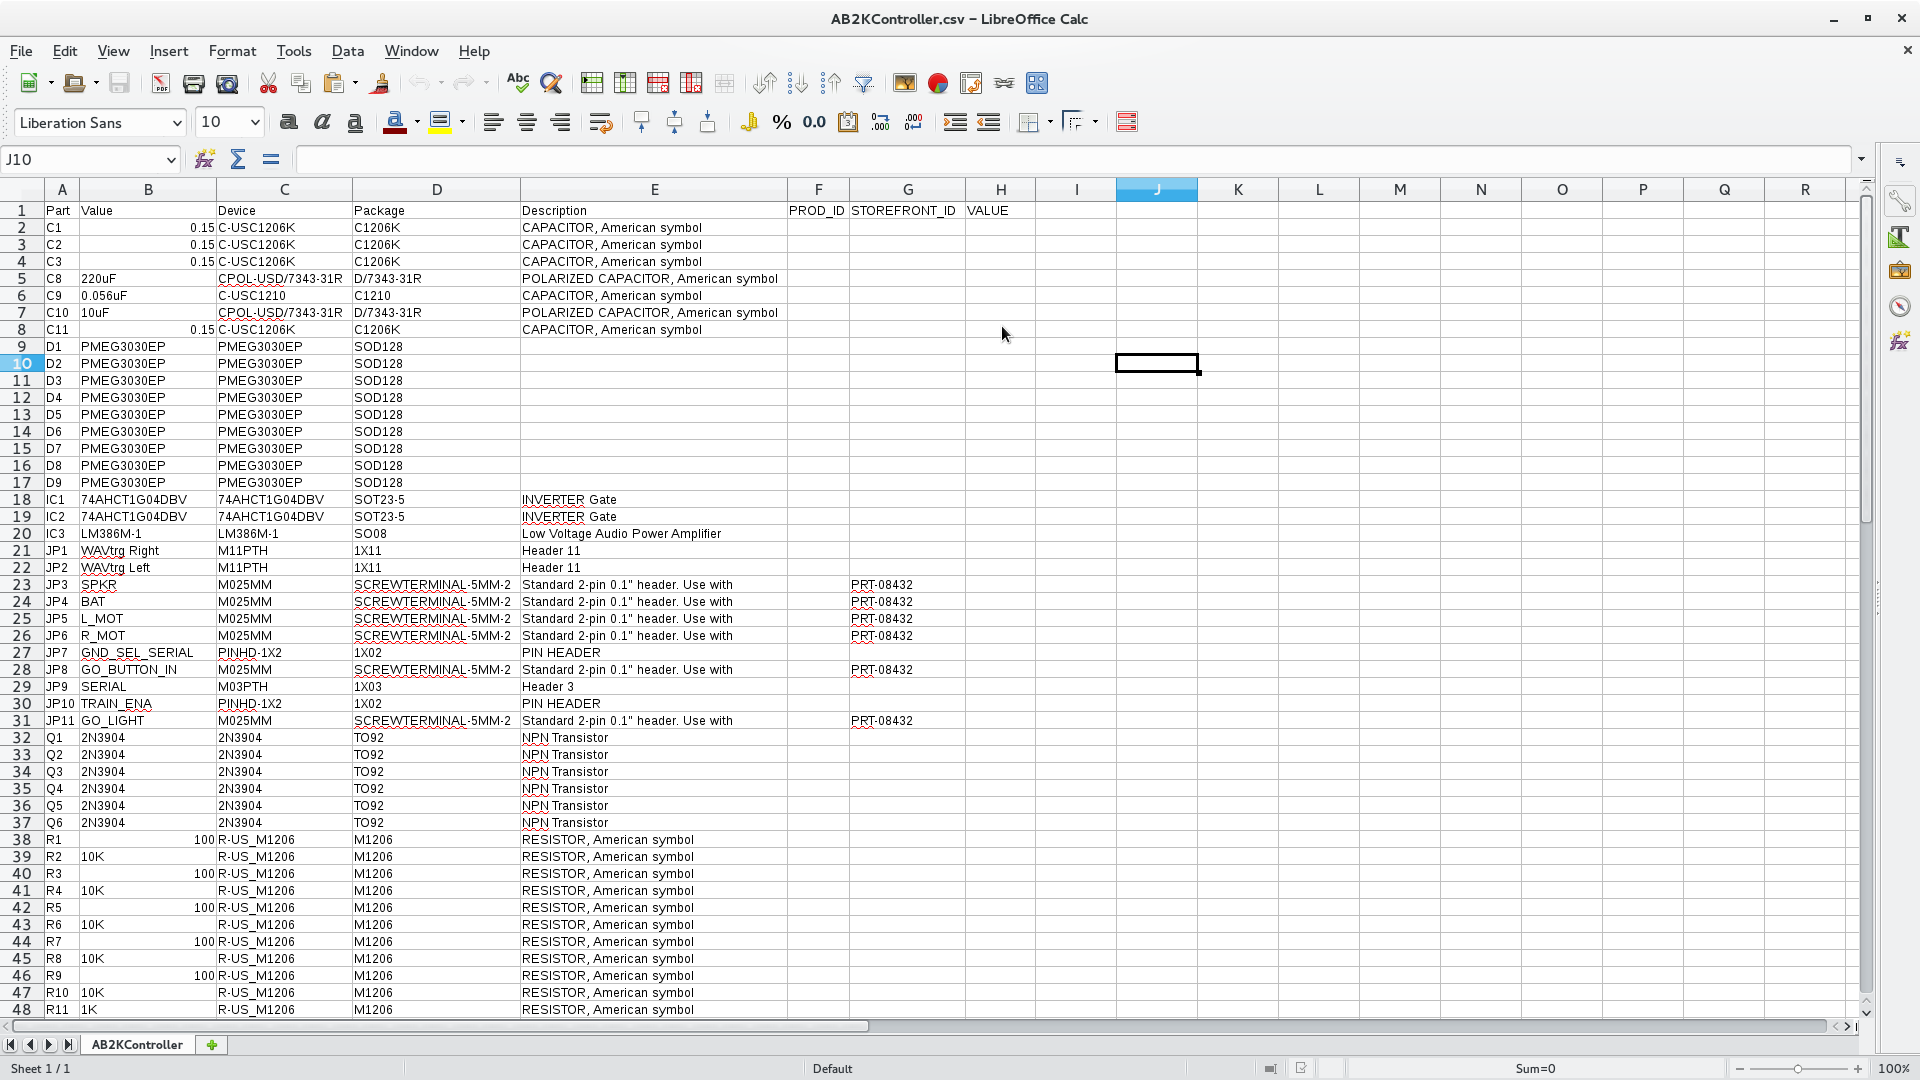 AB2KController.csv – LibreOffice Calc
File Edit View Insert Format Tools Data Window Help
Liberation Sans 10
J10
A B C D E F G H I J K L M N O P Q R
1 Part Value Device Package Description PROD_ID STOREFRONT_ID VALUE
2 C1 0.15 C-USC1206K C1206K CAPACITOR, American symbol
3 C2 0.15 C-USC1206K C1206K CAPACITOR, American symbol
4 C3 0.15 C-USC1206K C1206K CAPACITOR, American symbol
5 C8 220uF CPOL-USD/7343-31R D/7343-31R POLARIZED CAPACITOR, American symbol
6 C9 0.056uF C-USC1210 C1210 CAPACITOR, American symbol
7 C10 10uF CPOL-USD/7343-31R D/7343-31R POLARIZED CAPACITOR, American symbol
8 C11 0.15 C-USC1206K C1206K CAPACITOR, American symbol
9 D1 PMEG3030EP PMEG3030EP SOD128
10 D2 PMEG3030EP PMEG3030EP SOD128
11 D3 PMEG3030EP PMEG3030EP SOD128
12 D4 PMEG3030EP PMEG3030EP SOD128
13 D5 PMEG3030EP PMEG3030EP SOD128
14 D6 PMEG3030EP PMEG3030EP SOD128
15 D7 PMEG3030EP PMEG3030EP SOD128
16 D8 PMEG3030EP PMEG3030EP SOD128
17 D9 PMEG3030EP PMEG3030EP SOD128
18 IC1 74AHCT1G04DBV 74AHCT1G04DBV SOT23-5 INVERTER Gate
19 IC2 74AHCT1G04DBV 74AHCT1G04DBV SOT23-5 INVERTER Gate
20 IC3 LM386M-1 LM386M-1 SO08 Low Voltage Audio Power Amplifier
21 JP1 WAVtrg Right M11PTH 1X11 Header 11
22 JP2 WAVtrg Left M11PTH 1X11 Header 11
23 JP3 SPKR M025MM SCREWTERMINAL-5MM-2 Standard 2-pin 0.1" header. Use with PRT-08432
24 JP4 BAT M025MM SCREWTERMINAL-5MM-2 Standard 2-pin 0.1" header. Use with PRT-08432
25 JP5 L_MOT M025MM SCREWTERMINAL-5MM-2 Standard 2-pin 0.1" header. Use with PRT-08432
26 JP6 R_MOT M025MM SCREWTERMINAL-5MM-2 Standard 2-pin 0.1" header. Use with PRT-08432
27 JP7 GND_SEL_SERIAL PINHD-1X2 1X02 PIN HEADER
28 JP8 GO_BUTTON_IN M025MM SCREWTERMINAL-5MM-2 Standard 2-pin 0.1" header. Use with PRT-08432
29 JP9 SERIAL M03PTH 1X03 Header 3
30 JP10 TRAIN_ENA PINHD-1X2 1X02 PIN HEADER
31 JP11 GO_LIGHT M025MM SCREWTERMINAL-5MM-2 Standard 2-pin 0.1" header. Use with PRT-08432
32 Q1 2N3904 2N3904 TO92 NPN Transistor
33 Q2 2N3904 2N3904 TO92 NPN Transistor
34 Q3 2N3904 2N3904 TO92 NPN Transistor
35 Q4 2N3904 2N3904 TO92 NPN Transistor
36 Q5 2N3904 2N3904 TO92 NPN Transistor
37 Q6 2N3904 2N3904 TO92 NPN Transistor
38 R1 100 R-US_M1206 M1206 RESISTOR, American symbol
39 R2 10K R-US_M1206 M1206 RESISTOR, American symbol
40 R3 100 R-US_M1206 M1206 RESISTOR, American symbol
41 R4 10K R-US_M1206 M1206 RESISTOR, American symbol
42 R5 100 R-US_M1206 M1206 RESISTOR, American symbol
43 R6 10K R-US_M1206 M1206 RESISTOR, American symbol
44 R7 100 R-US_M1206 M1206 RESISTOR, American symbol
45 R8 10K R-US_M1206 M1206 RESISTOR, American symbol
46 R9 100 R-US_M1206 M1206 RESISTOR, American symbol
47 R10 10K R-US_M1206 M1206 RESISTOR, American symbol
48 R11 1K R-US_M1206 M1206 RESISTOR, American symbol
AB2KController
Sheet 1 / 1 Default Sum=0 100%